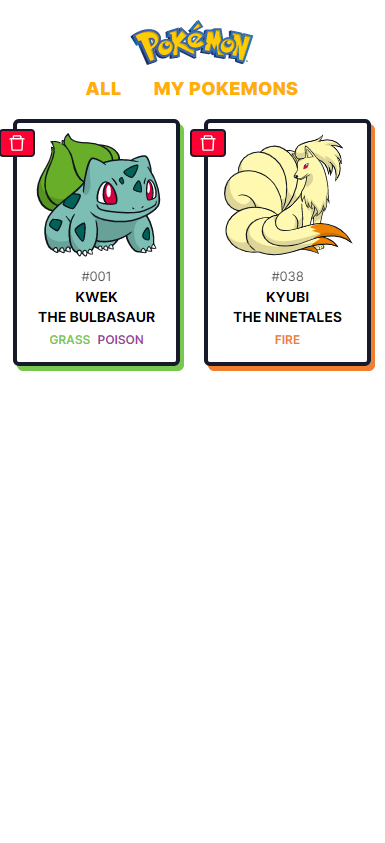 Pokémon
ALL MY POKEMONS
#001
KWEK
THE BULBASAUR
GRASS POISON
#038
KYUBI
THE NINETALES
FIRE